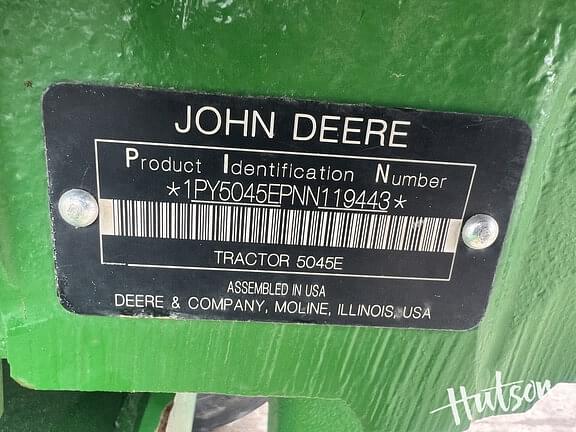 JOHN DEERE
Product Identification Number
*1PY5045EPNN119443*
TRACTOR 5045E
ASSEMBLED IN USA
DEERE & COMPANY, MOLINE, ILLINOIS, USA
Hutson